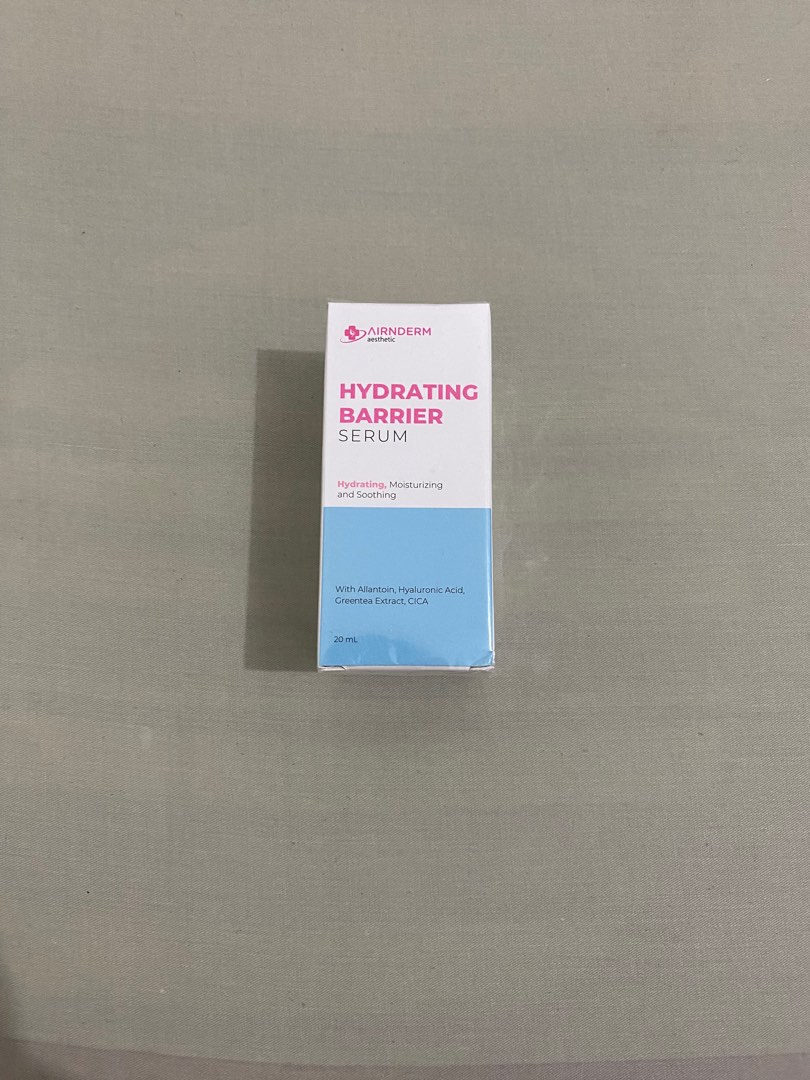 AIRNDERM
aesthetic
HYDRATING
BARRIER
SERUM
Hydrating, Moisturizing
and Soothing
With Allantoin, Hyaluronic Acid,
Greentea Extract, CICA
20 mL